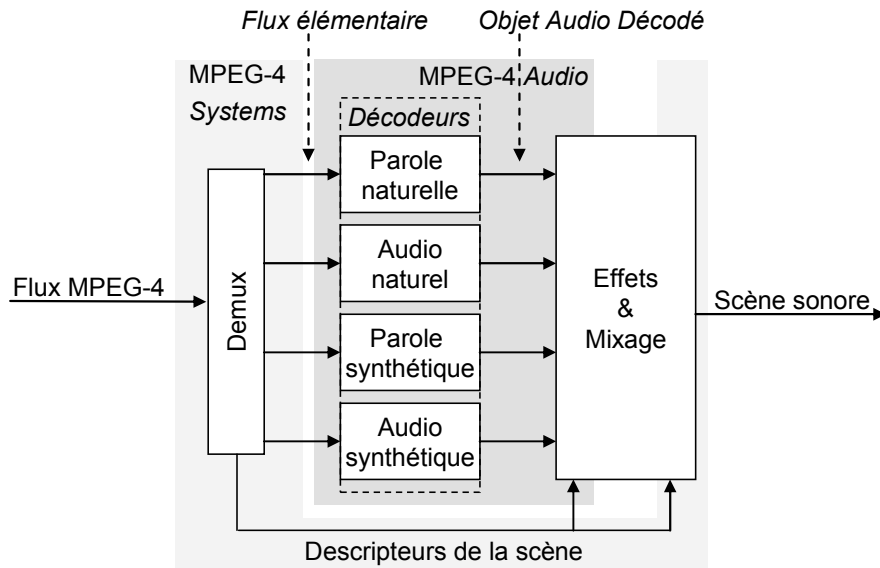 Flux élémentaire
Objet Audio Décodé
MPEG-4
Systems
MPEG-4 Audio
Décodeurs
Parole
naturelle
Audio
naturel
Parole
synthétique
Audio
synthétique
Flux MPEG-4
Demux
Effets
&
Mixage
Scène sonore
Descripteurs de la scène